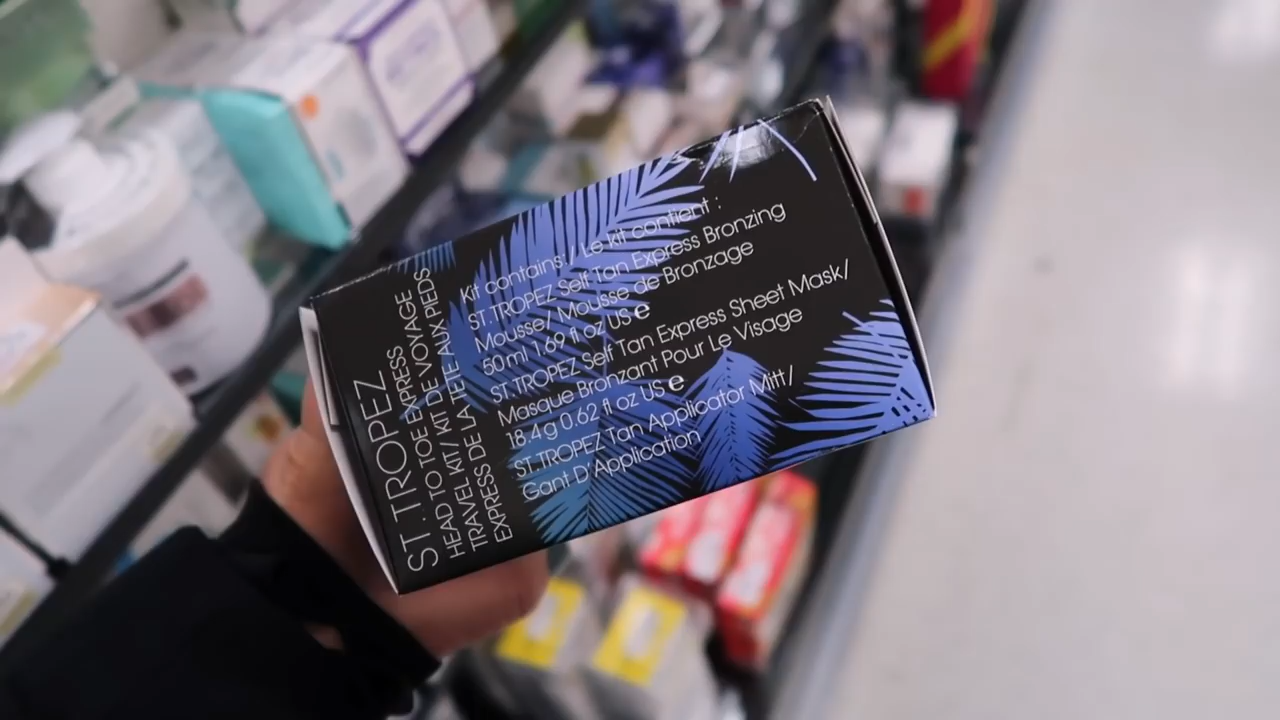 ST.TROPEZ
HEAD TO TOE EXPRESS
TRAVEL KIT/ KIT DE VOYAGE
EXPRESS DE LA TÊTE AUX PIEDS
Kit contains:/ Le kit contient :
ST.TROPEZ Self Tan Express Bronzing
Mousse/ Mousse de Bronzage
50ml 1.69 fl oz US e
ST.TROPEZ Self Tan Express Sheet Mask/
Masque Bronzant Pour Le Visage
18.4g 0.62 fl oz US e
ST.TROPEZ Tan Applicator Mitt/
Gant D'Application